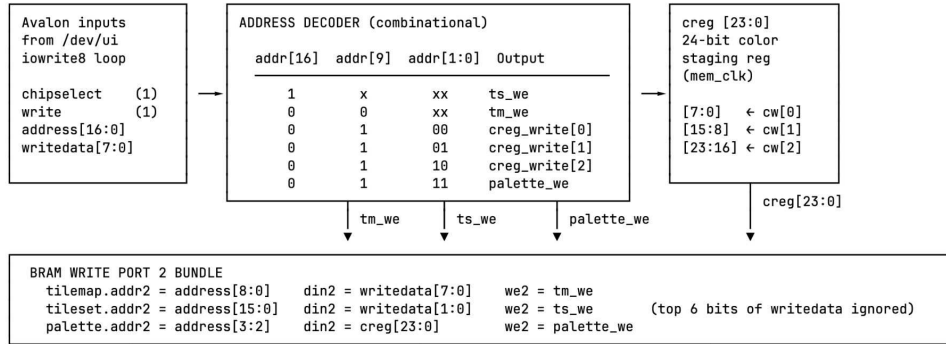 Avalon inputs
from /dev/ui
iowrite8 loop
chipselect (1)
write (1)
address[16:0]
writedata[7:0]
ADDRESS DECODER (combinational)
addr[16] addr[9] addr[1:0] Output
1 x xx ts_we
0 0 xx tm_we
0 1 00 creg_write[0]
0 1 01 creg_write[1]
0 1 10 creg_write[2]
0 1 11 palette_we
creg [23:0]
24-bit color
staging reg
(mem_clk)
[7:0] ← cw[0]
[15:8] ← cw[1]
[23:16] ← cw[2]
tm_we
ts_we
palette_we
creg[23:0]
BRAM WRITE PORT 2 BUNDLE
tilemap.addr2 = address[8:0] din2 = writedata[7:0] we2 = tm_we
tileset.addr2 = address[15:0] din2 = writedata[1:0] we2 = ts_we (top 6 bits of writedata ignored)
palette.addr2 = address[3:2] din2 = creg[23:0] we2 = palette_we